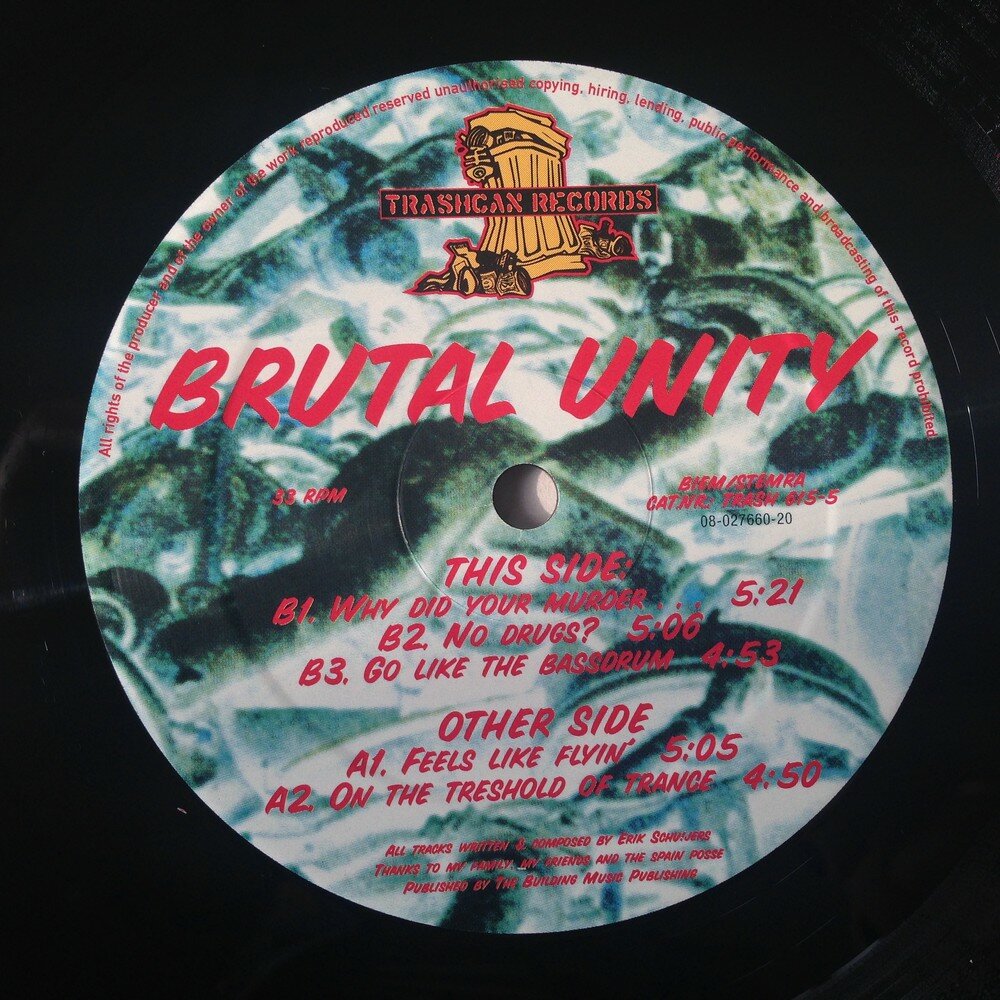 All rights of the producer and of the owner of the work reproduced reserved unauthorised copying, hiring, lending, public performance and broadcasting of this record prohibited
TRASHCAN RECORDS
BRUTAL UNITY
33 RPM
BIEM/STEMRA
CAT.NR: TRASH 615-5
08-027660-20
THIS SIDE:
B1. WHY DID YOUR MURDER . . . 5:21
B2. NO DRUGS? 5:06
B3. GO LIKE THE BASSDRUM 4:53
OTHER SIDE
A1. FEELS LIKE FLYIN' 5:05
A2. ON THE TRESHOLD OF TRANCE 4:50
ALL TRACKS WRITTEN & COMPOSED BY ERIK SCHUIJERS
THANKS TO MY FAMILY, MY FRIENDS AND THE SPAIN POSSE
PUBLISHED BY THE BUILDING MUSIC PUBLISHING